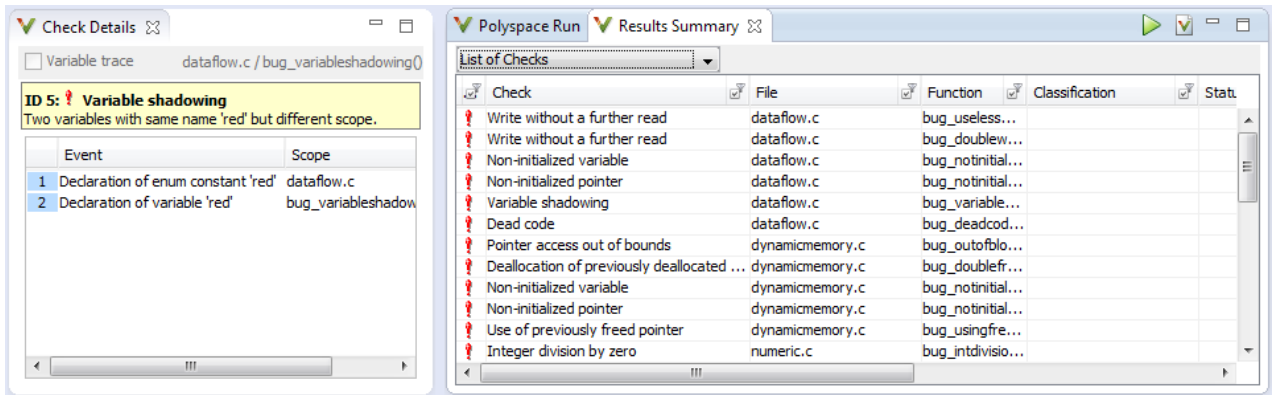 Check Details
Variable trace dataflow.c / bug_variableshadowing()
ID 5: Variable shadowing
Two variables with same name 'red' but different scope.
Event Scope
1 Declaration of enum constant 'red' dataflow.c
2 Declaration of variable 'red' bug_variableshadow
Polyspace Run Results Summary
List of Checks
Check File Function Classification Statu
Write without a further read dataflow.c bug_useless...
Write without a further read dataflow.c bug_doublew...
Non-initialized variable dataflow.c bug_notinitial...
Non-initialized pointer dataflow.c bug_notinitial...
Variable shadowing dataflow.c bug_variable...
Dead code dataflow.c bug_deadcod...
Pointer access out of bounds dynamicmemory.c bug_outofblo...
Deallocation of previously deallocated ... dynamicmemory.c bug_doublefr...
Non-initialized variable dynamicmemory.c bug_notinitial...
Non-initialized pointer dynamicmemory.c bug_notinitial...
Use of previously freed pointer dynamicmemory.c bug_usingfre...
Integer division by zero numeric.c bug_intdivisio...